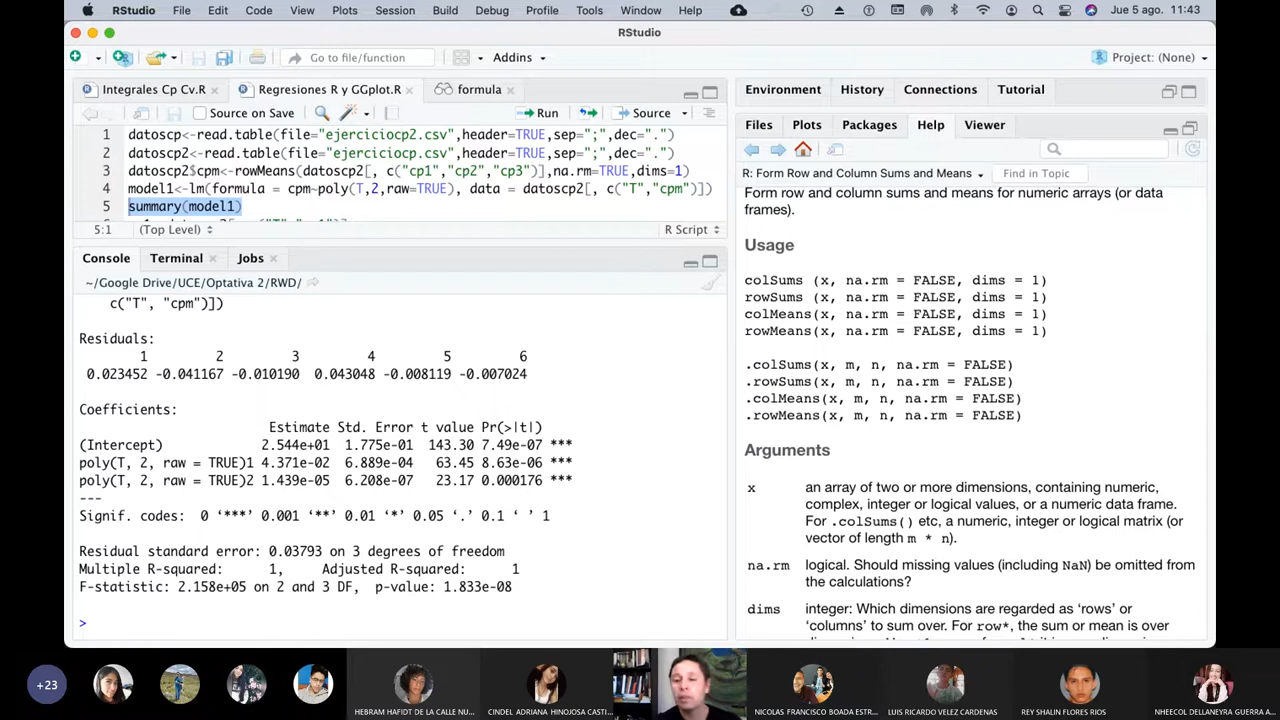 RStudio File Edit Code View Plots Session Build Debug Profile Tools Window Help Jue 5 ago. 11:43
RStudio
Go to file/function Addins Project: (None)
Integrales Cp Cv.R Regresiones R y GGplot.R formula
Source on Save Run Source
1 datoscp<-read.table(file="ejerciciocp2.csv",header=TRUE,sep=";",dec=".")
2 datoscp2<-read.table(file="ejerciciocp.csv",header=TRUE,sep=";",dec=".")
3 datoscp2$cpm<-rowMeans(datoscp2[, c("cp1","cp2","cp3")],na.rm=TRUE,dims=1)
4 model1<-lm(formula = cpm~poly(T,2,raw=TRUE), data = datoscp2[, c("T","cpm")])
5 summary(model1)
5:1 (Top Level) R Script
Console Terminal Jobs
~/Google Drive/UCE/Optativa 2/RWD/
c("T", "cpm")])
Residuals:
1 2 3 4 5 6
0.023452 -0.041167 -0.010190 0.043048 -0.008119 -0.007024
Coefficients:
Estimate Std. Error t value Pr(>|t|)
(Intercept) 2.544e+01 1.775e-01 143.30 7.49e-07 ***
poly(T, 2, raw = TRUE)1 4.371e-02 6.889e-04 63.45 8.63e-06 ***
poly(T, 2, raw = TRUE)2 1.439e-05 6.208e-07 23.17 0.000176 ***
---
Signif. codes: 0 ‘***’ 0.001 ‘**’ 0.01 ‘*’ 0.05 ‘.’ 0.1 ‘ ’ 1
Residual standard error: 0.03793 on 3 degrees of freedom
Multiple R-squared: 1, Adjusted R-squared: 1
F-statistic: 2.158e+05 on 2 and 3 DF, p-value: 1.833e-08
>
Environment History Connections Tutorial
Files Plots Packages Help Viewer
R: Form Row and Column Sums and Means Find in Topic
Form row and column sums and means for numeric arrays (or data
frames).
Usage
colSums (x, na.rm = FALSE, dims = 1)
rowSums (x, na.rm = FALSE, dims = 1)
colMeans(x, na.rm = FALSE, dims = 1)
rowMeans(x, na.rm = FALSE, dims = 1)
.colSums(x, m, n, na.rm = FALSE)
.rowSums(x, m, n, na.rm = FALSE)
.colMeans(x, m, n, na.rm = FALSE)
.rowMeans(x, m, n, na.rm = FALSE)
Arguments
x an array of two or more dimensions, containing numeric,
complex, integer or logical values, or a numeric data frame.
For .colSums() etc, a numeric, integer or logical matrix (or
vector of length m * n).
na.rm logical. Should missing values (including NaN) be omitted from
the calculations?
dims integer: Which dimensions are regarded as ‘rows’ or
‘columns’ to sum over. For row*, the sum or mean is over
+23
HEBRAM HAFIDT DE LA CALLE NU... CINDEL ADRIANA HINOJOSA CASTI... NICOLAS FRANCISCO BOADA ESTR... LUIS RICARDO VELEZ CARDENAS REY SHALIN FLORES RIOS NHEECOL DELLANEYRA GUERRA A...